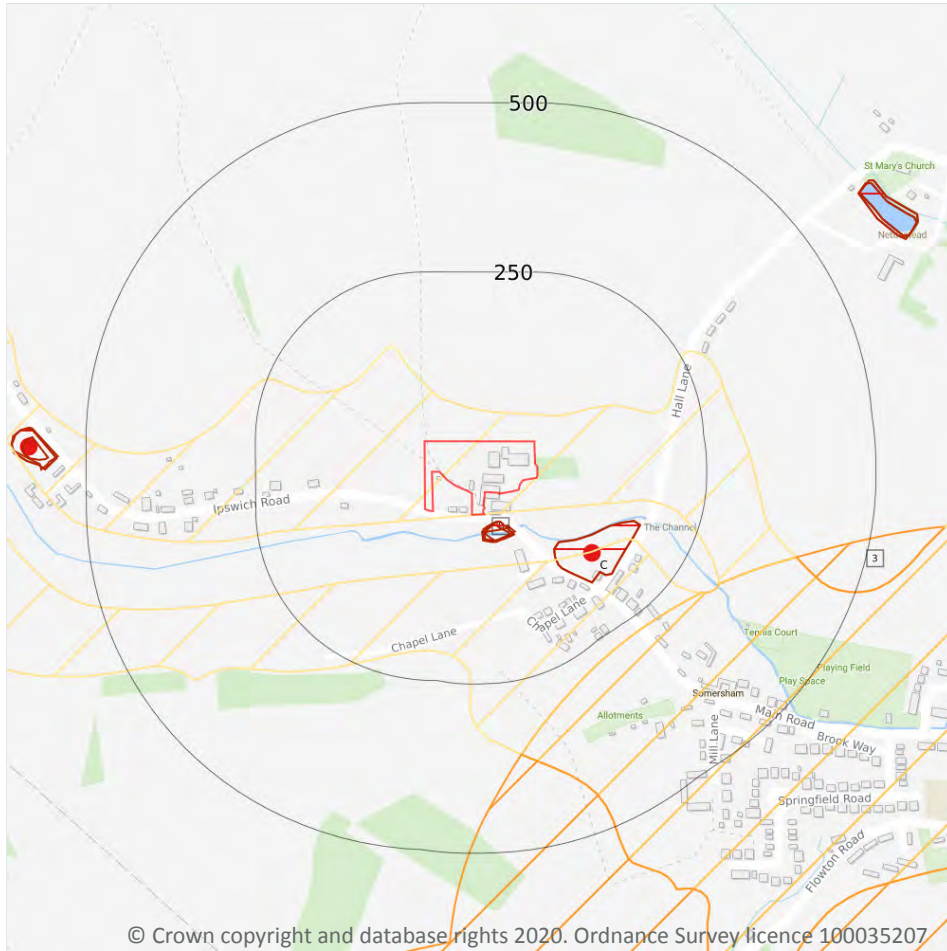 500
St Mary's Church
250
Hall Lane
Ipswich Road
The Channel
3
C
Chapel Lane
Chapel Lane
Tennis Court
Playing Field
Play Space
Somersham
Allotments
Main Road
Mill Lane
Brook Way
Springfield Road
Flowton Road
© Crown copyright and database rights 2020. Ordnance Survey licence 100035207.